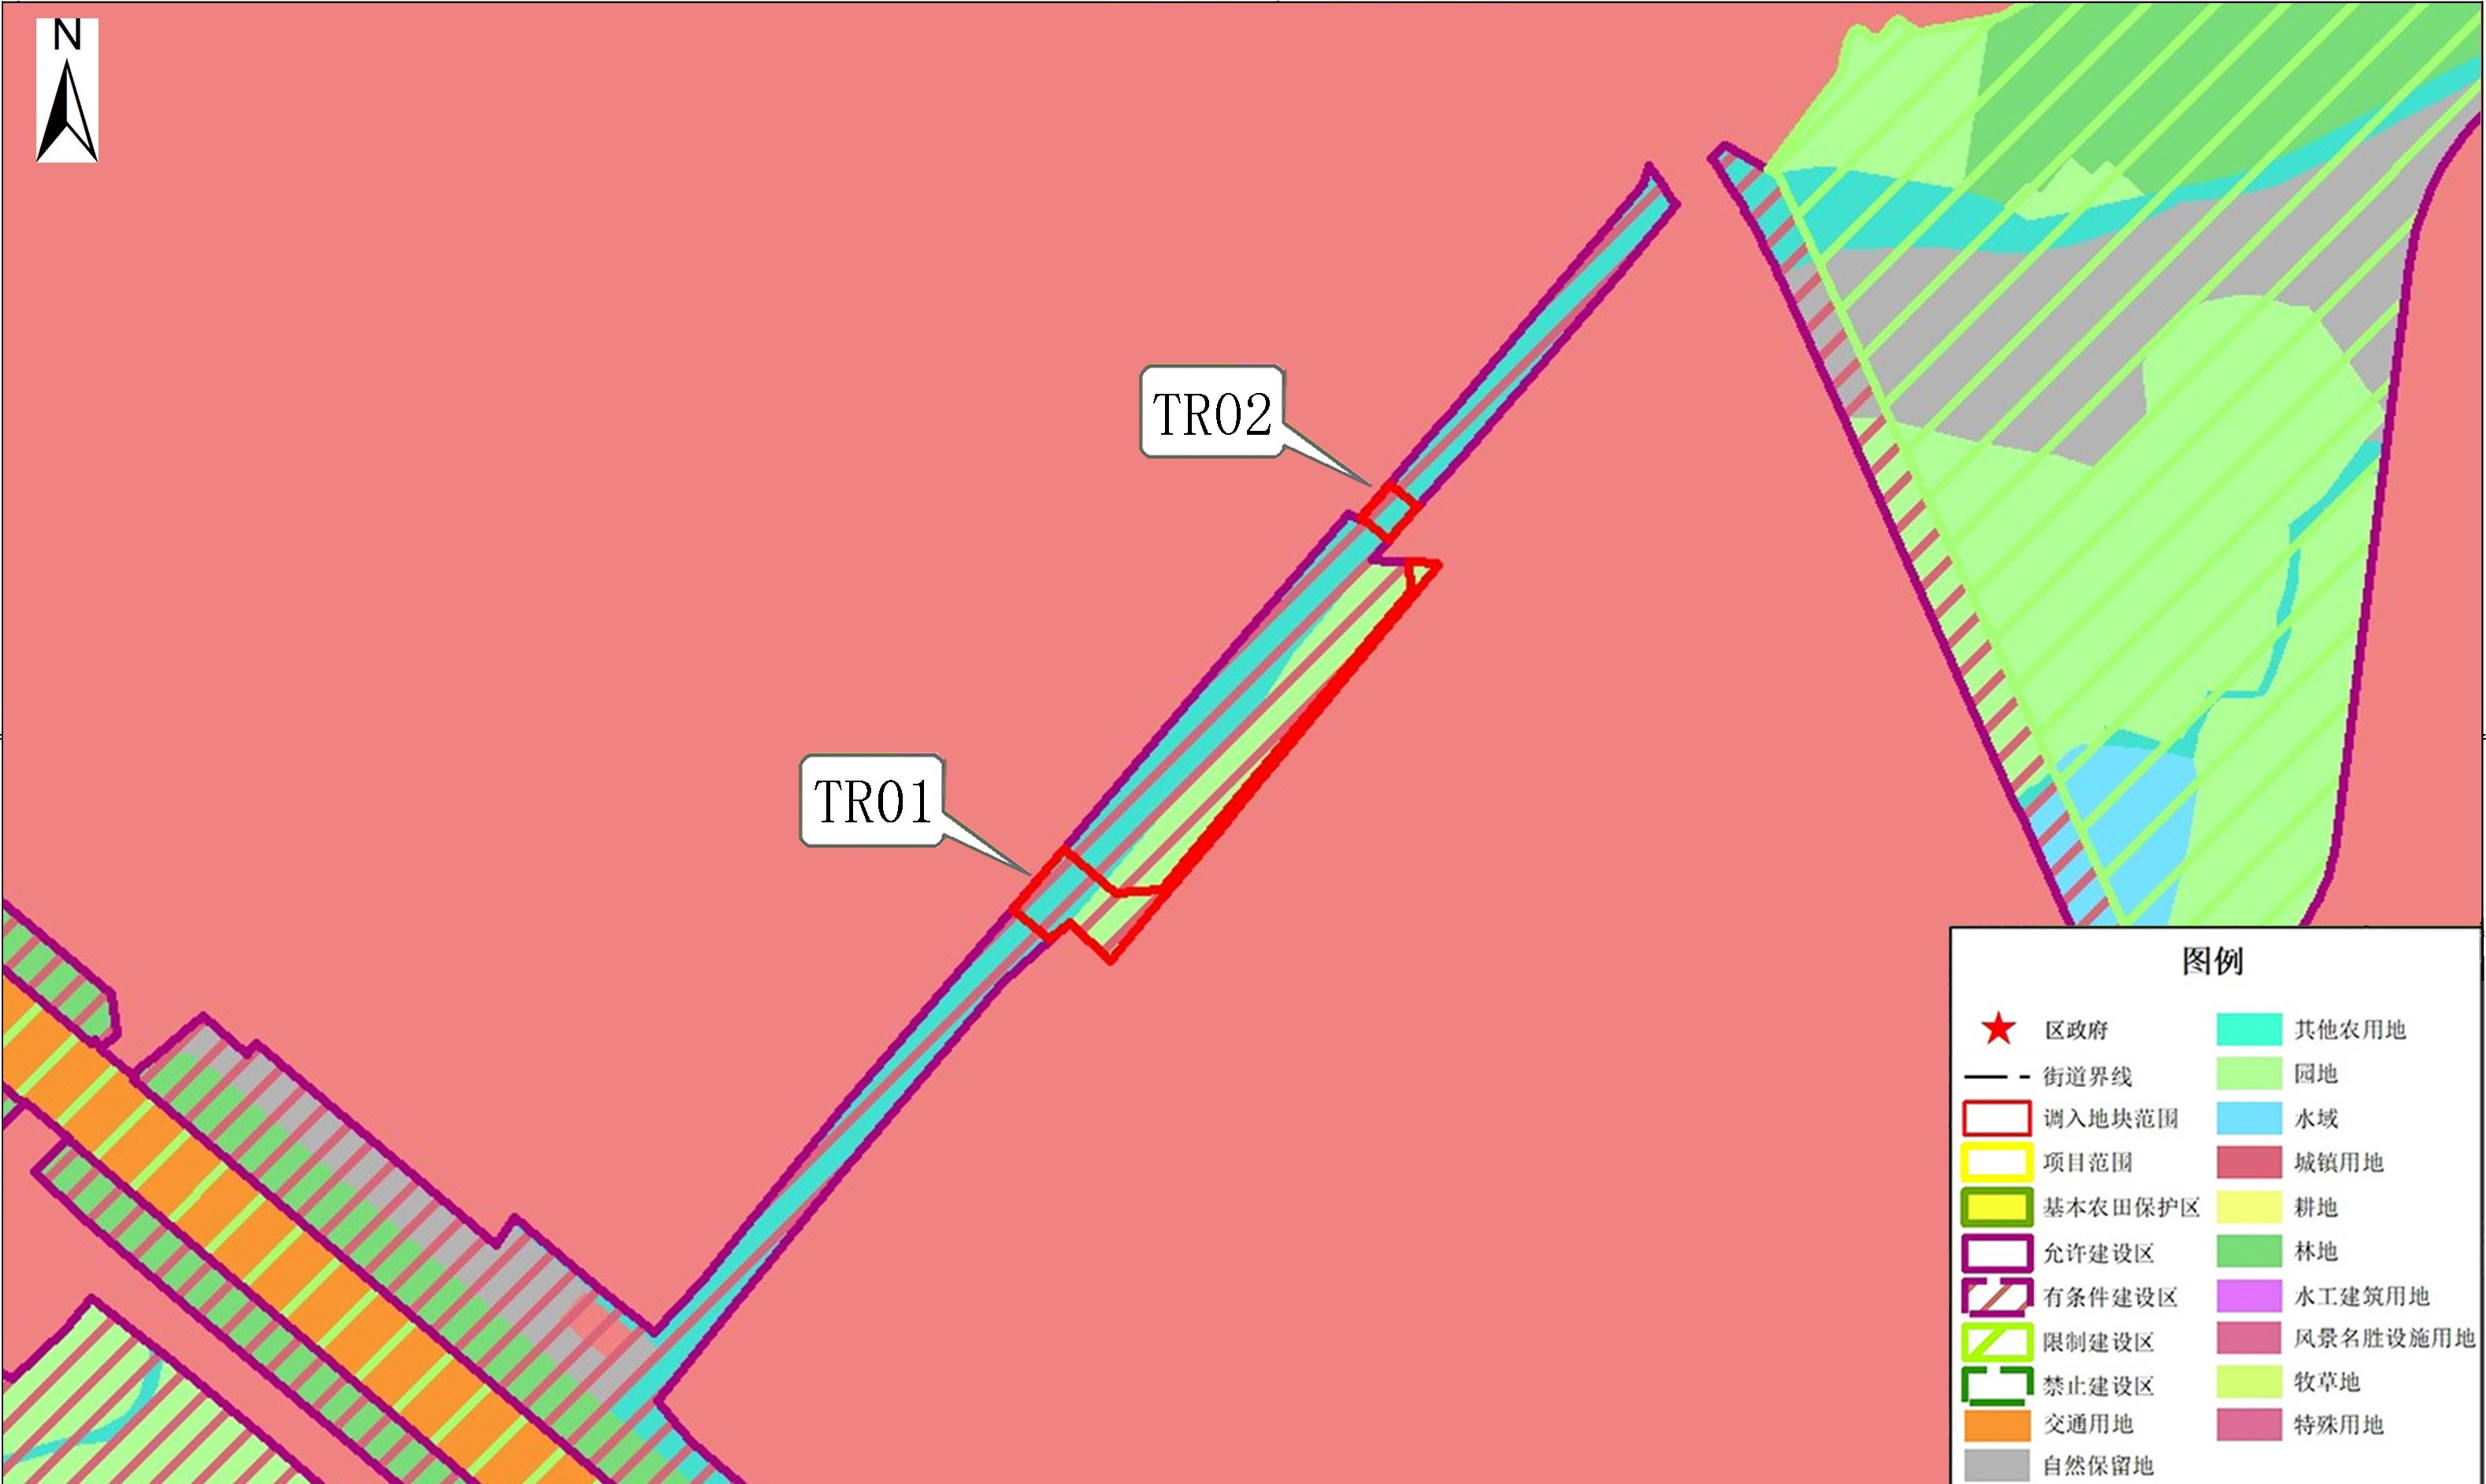 N
TR02
TR01
图例
区政府
街道界线
调入地块范围
项目范围
基本农田保护区
允许建设区
有条件建设区
限制建设区
禁止建设区
交通用地
自然保留地
其他农用地
园地
水域
城镇用地
耕地
林地
水工建筑用地
风景名胜设施用地
牧草地
特殊用地